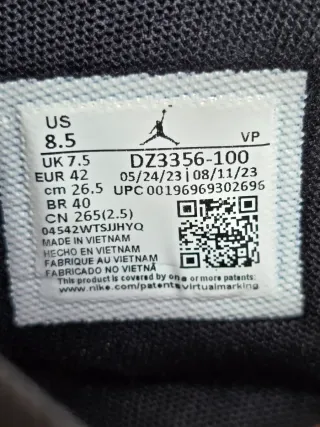 US
8.5
VP
UK 7.5
DZ3356-100
EUR 42
05/24/23 | 08/11/23
cm 26.5
UPC 00196969302696
BR 40
CN 265(2.5)
04542WTSJJHYQ
MADE IN VIETNAM
HECHO EN VIETNAM
FABRIQUE AU VIETNAM
FABRICADO NO VIETNÃ
This product is covered by one or more patents:
www.nike.com/patentsvirtualmarking